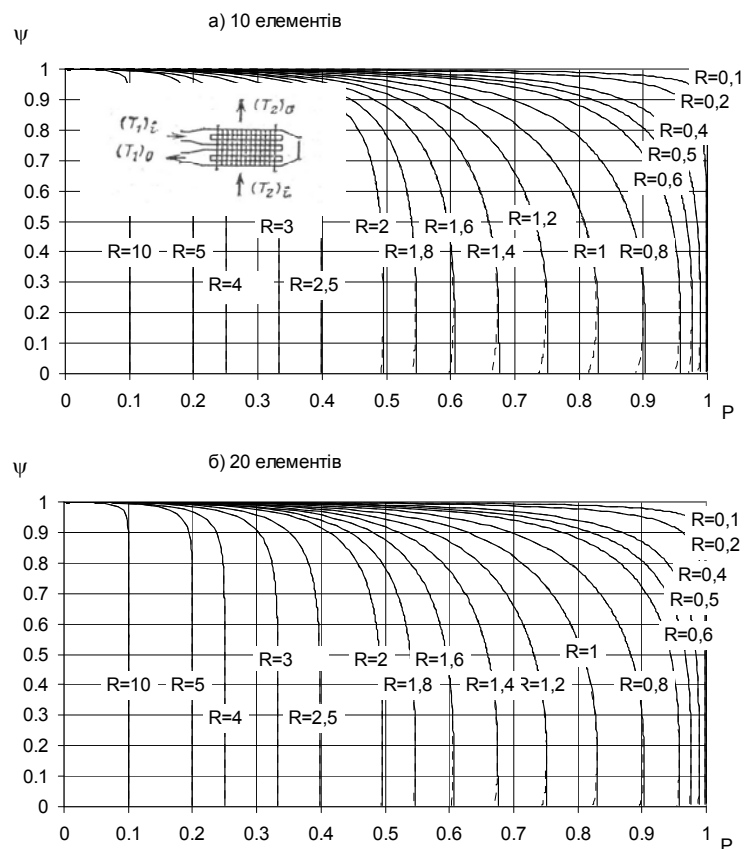 а) 10 елементів
ψ
1
0.9
0.8
0.7
0.6
0.5
0.4
0.3
0.2
0.1
0
(T₁)i
(T₁)o
(T₂)σ
(T₂)i
R=0,1
R=0,2
R=0,4
R=0,5
R=0,6
R=3
R=2
R=1,6
R=1,2
R=10
R=5
R=1,8
R=1,4
R=1
R=0,8
R=4
R=2,5
0 0.1 0.2 0.3 0.4 0.5 0.6 0.7 0.8 0.9 1 P
б) 20 елементів
ψ
1
0.9
0.8
0.7
0.6
0.5
0.4
0.3
0.2
0.1
0
R=0,1
R=0,2
R=0,4
R=0,5
R=0,6
R=3
R=2
R=1,6
R=1
R=10
R=5
R=1,8
R=1,4
R=1,2
R=0,8
R=4
R=2,5
0 0.1 0.2 0.3 0.4 0.5 0.6 0.7 0.8 0.9 1 P